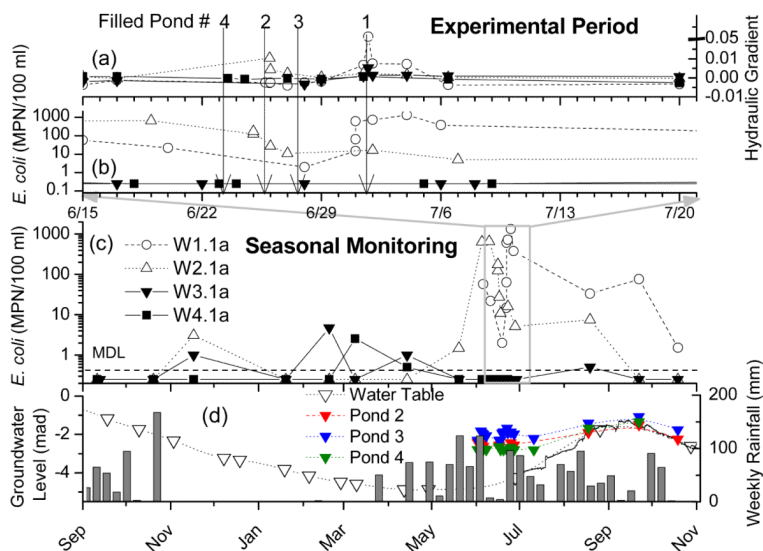 Filled Pond # 4 2 3 1
Experimental Period
(a)
0.05
0.00
-0.01
Hydraulic Gradient
E. coli (MPN/100 ml)
1000
100
10
1
0.1
(b)
6/15 6/22 6/29 7/6 7/13 7/20
(c)
Seasonal Monitoring
W1.1a
W2.1a
W3.1a
W4.1a
E. coli (MPN/100 ml)
1000
100
10
1
MDL
(d)
Water Table
Pond 2
Pond 3
Pond 4
Groundwater
Level (mad)
0
-2
-4
200
150
100
50
0
Weekly Rainfall (mm)
Sep Nov Jan Mar May Jul Sep Nov